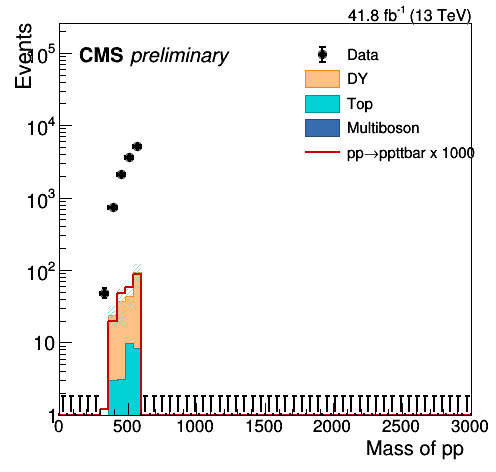 41.8 fb⁻¹ (13 TeV)
Events
CMS preliminary
Data
DY
Top
Multiboson
pp→ppttbar x 1000
10⁵
10⁴
10³
10²
10
1
0 500 1000 1500 2000 2500 3000
Mass of pp